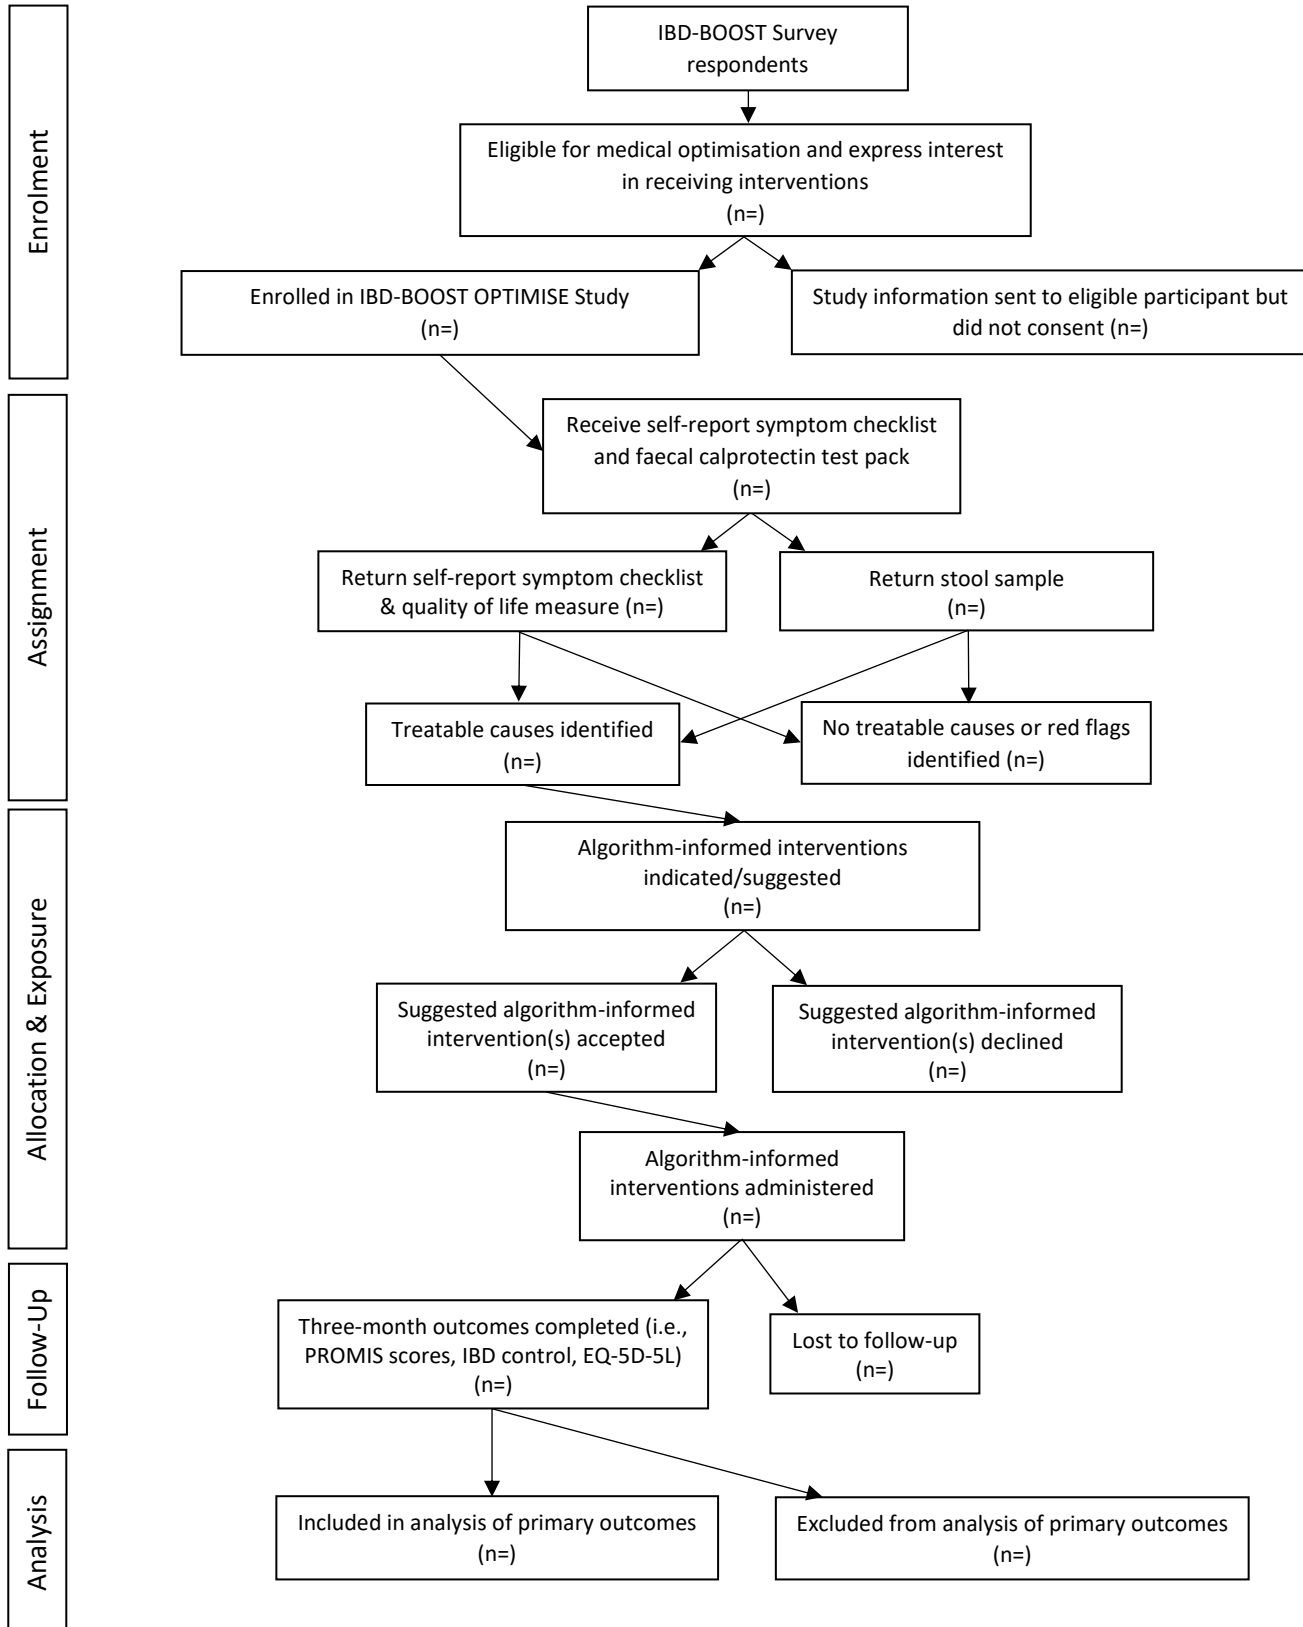 Enrolment
IBD-BOOST Survey
respondents
Eligible for medical optimisation and express interest
in receiving interventions
(n=)
Enrolled in IBD-BOOST OPTIMISE Study
(n=)
Study information sent to eligible participant but
did not consent (n=)
Assignment
Receive self-report symptom checklist
and faecal calprotectin test pack
(n=)
Return self-report symptom checklist
& quality of life measure (n=)
Return stool sample
(n=)
Treatable causes identified
(n=)
No treatable causes or red flags
identified (n=)
Allocation & Exposure
Algorithm-informed interventions
indicated/suggested
(n=)
Suggested algorithm-informed
intervention(s) accepted
(n=)
Suggested algorithm-informed
intervention(s) declined
(n=)
Algorithm-informed
interventions administered
(n=)
Follow-Up
Three-month outcomes completed (i.e.,
PROMIS scores, IBD control, EQ-5D-5L)
(n=)
Lost to follow-up
(n=)
Analysis
Included in analysis of primary outcomes
(n=)
Excluded from analysis of primary outcomes
(n=)